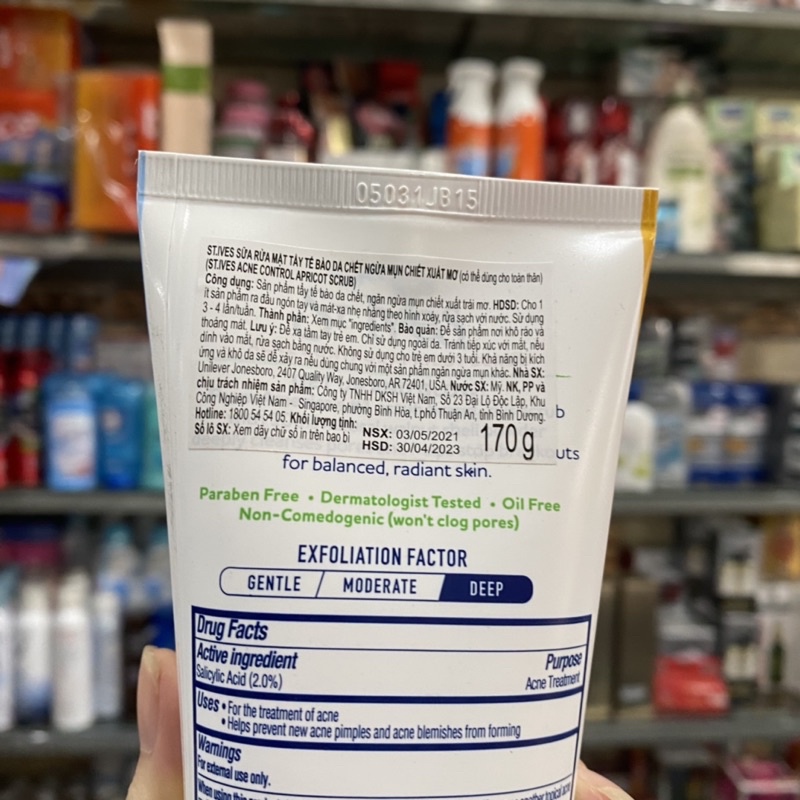 05031JB15
ST.IVES SỮA RỬA MẶT TẨY TẾ BÀO DA CHẾT NGỪA MỤN CHIẾT XUẤT MƠ (có thể dùng cho toàn thân)
(ST.IVES ACNE CONTROL APRICOT SCRUB)
Công dụng: Sản phẩm tẩy tế bào da chết, ngăn ngừa mụn chiết xuất trái mơ. HDSD: Cho 1
ít sản phẩm ra đầu ngón tay và mát-xa nhẹ nhàng theo hình xoáy, rửa sạch với nước. Sử dụng
3 - 4 lần/tuần. Thành phần: Xem mục "ingredients". Bảo quản: Để sản phẩm nơi khô ráo và
thoáng mát. Lưu ý: Để xa tầm tay trẻ em. Chỉ sử dụng ngoài da. Tránh tiếp xúc với mắt, nếu
dính vào mắt, rửa sạch bằng nước. Không sử dụng cho trẻ em dưới 3 tuổi. Khả năng bị kích
ứng và khô da sẽ dễ xảy ra nếu dùng chung với một sản phẩm ngăn ngừa mụn khác. Nhà SX:
Unilever Jonesboro, 2407 Quality Way, Jonesboro, AR 72401, USA. Nước SX: Mỹ. NK, PP và
chịu trách nhiệm sản phẩm: Công ty TNHH DKSH Việt Nam, Số 23 Đại Lộ Độc Lập, Khu
Công Nghiệp Việt Nam - Singapore, phường Bình Hòa, t.phố Thuận An, tỉnh Bình Dương.
Hotline: 1800 54 54 05. Khối lượng tịnh:
Số lô SX: Xem dãy chữ số in trên bao bì
NSX: 03/05/2021
HSD: 30/04/2023
170g
b
uts
for balanced, radiant skin.
Paraben Free • Dermatologist Tested • Oil Free
Non-Comedogenic (won't clog pores)
EXFOLIATION FACTOR
GENTLE / MODERATE DEEP
Drug Facts
Active ingredient Purpose
Salicylic Acid (2.0%) Acne Treatment
Uses • For the treatment of acne
• Helps prevent new acne pimples and acne blemishes from forming
Warnings
For external use only.
When using this